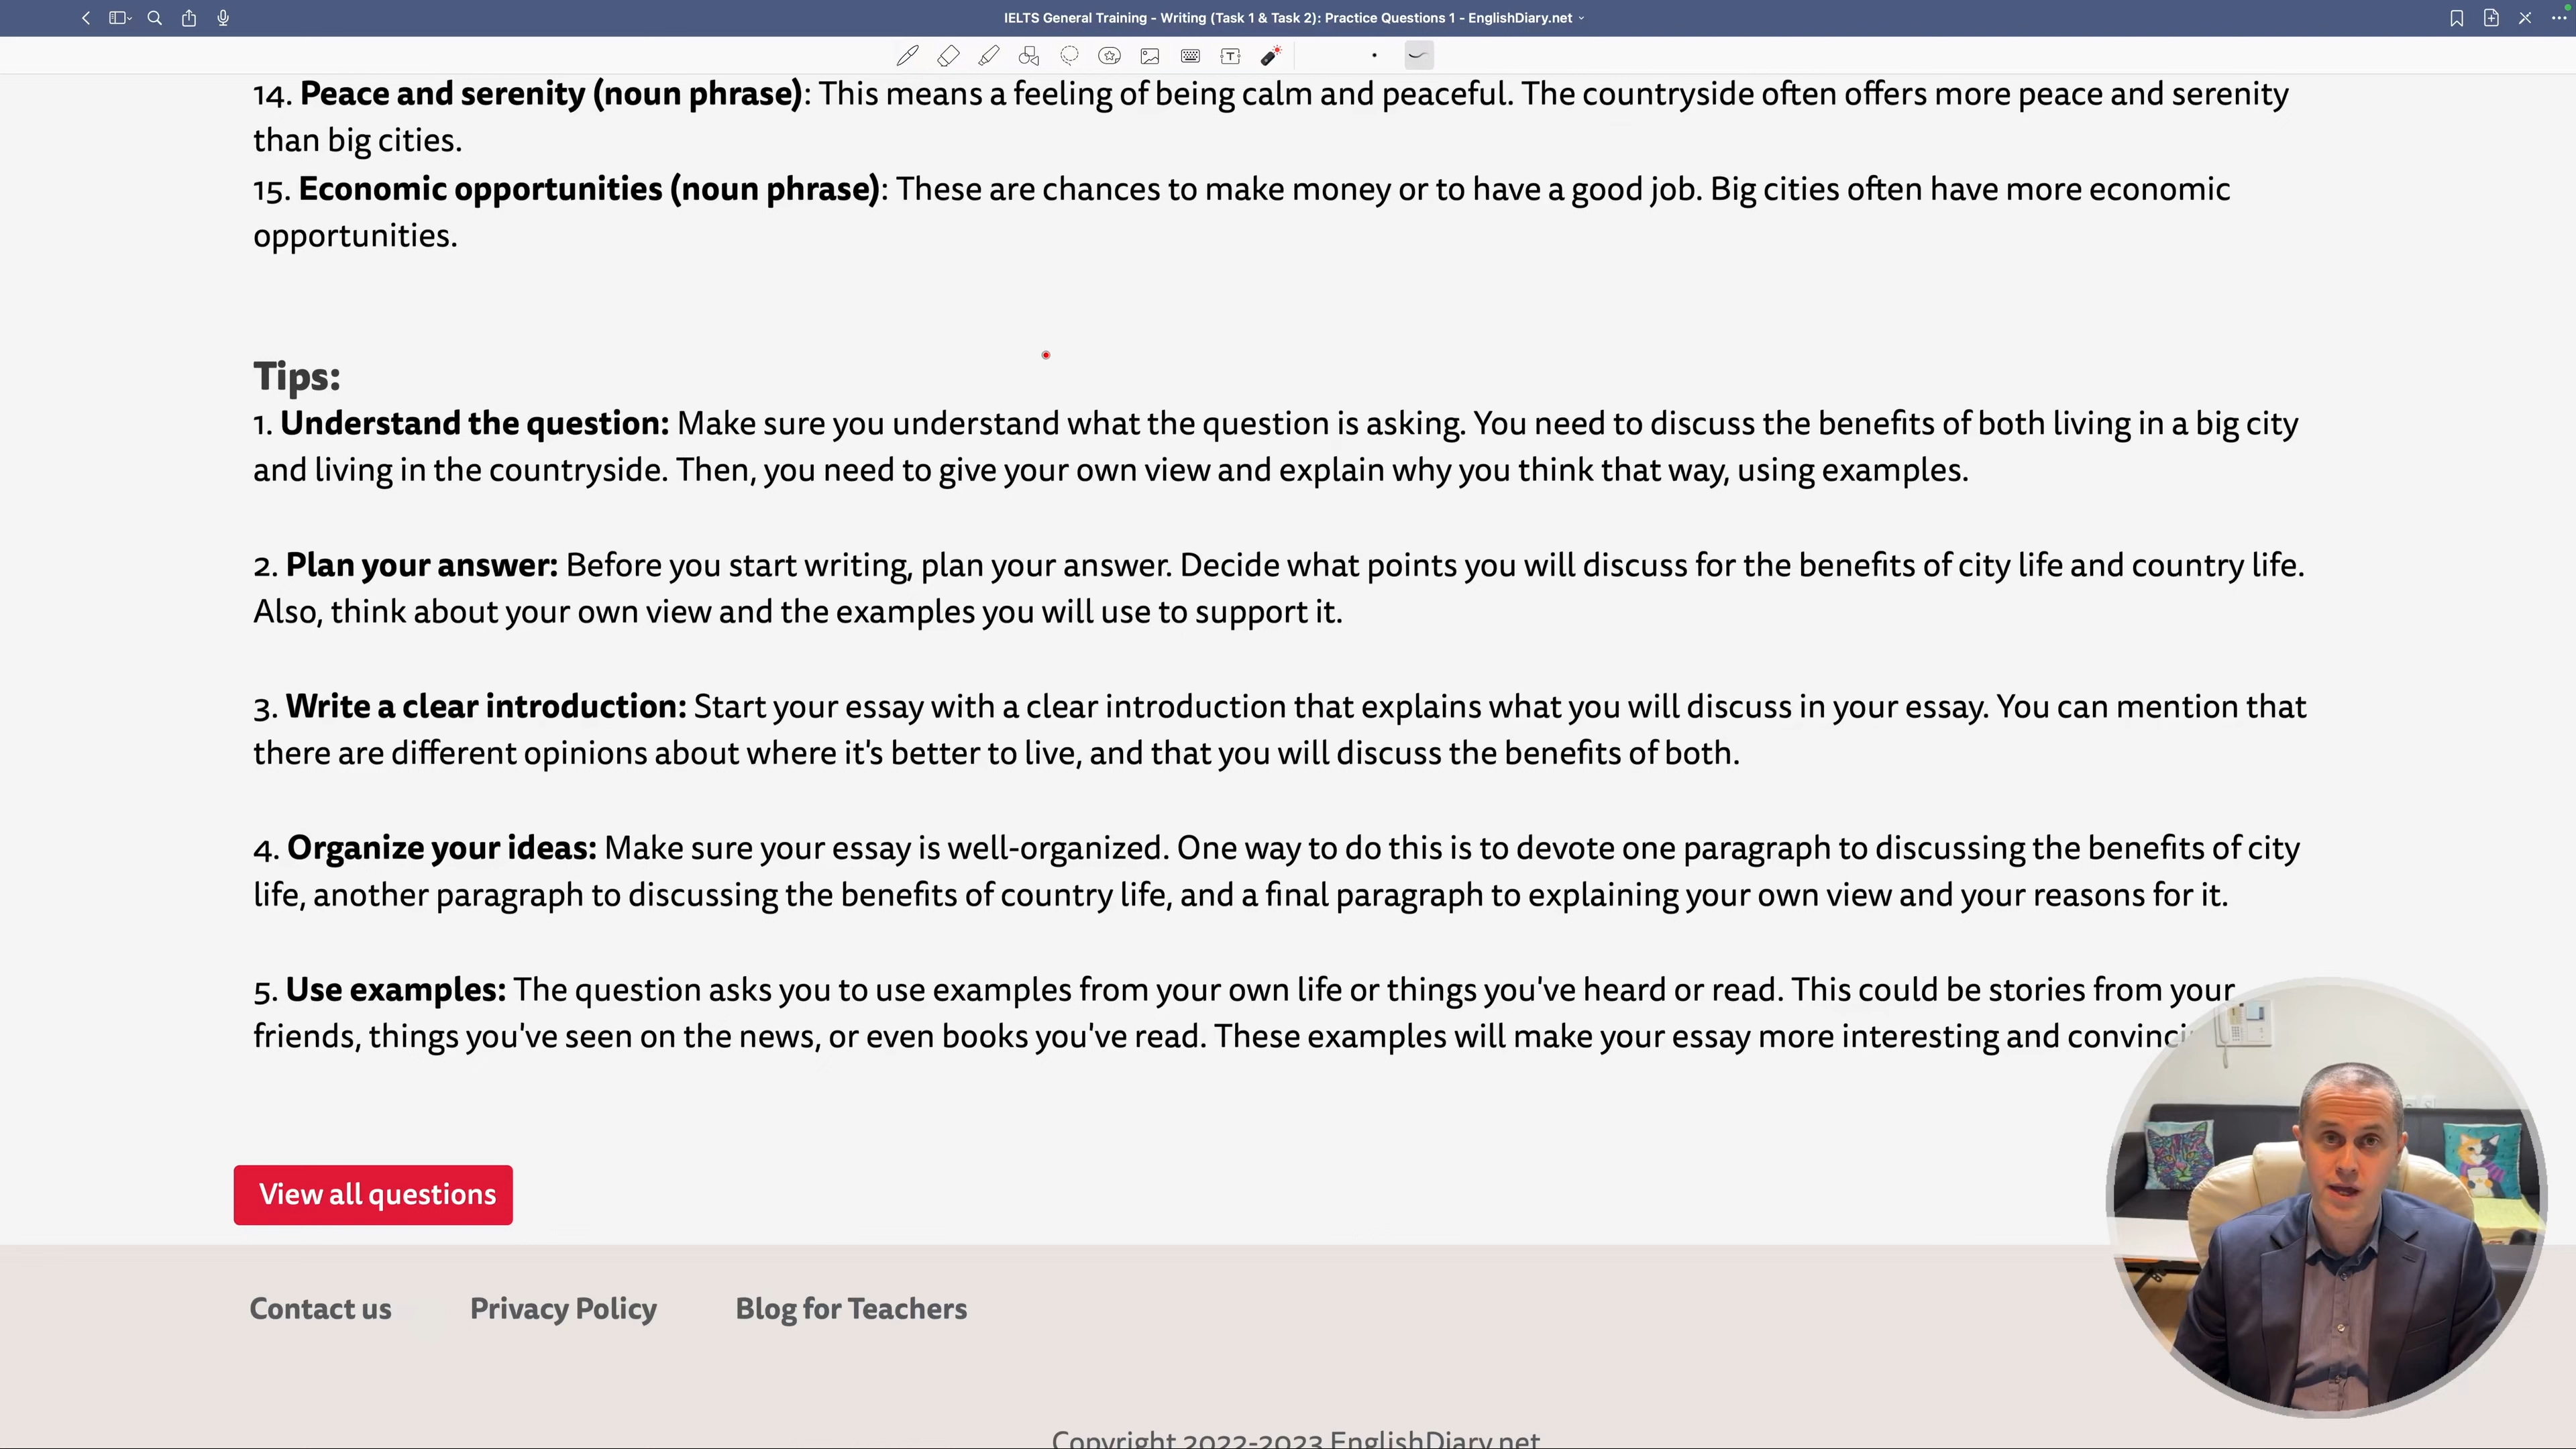 IELTS General Training - Writing (Task 1 & Task 2): Practice Questions 1 - EnglishDiary.net
14. Peace and serenity (noun phrase): This means a feeling of being calm and peaceful. The countryside often offers more peace and serenity
than big cities.
15. Economic opportunities (noun phrase): These are chances to make money or to have a good job. Big cities often have more economic
opportunities.
Tips:
1. Understand the question: Make sure you understand what the question is asking. You need to discuss the benefits of both living in a big city
and living in the countryside. Then, you need to give your own view and explain why you think that way, using examples.
2. Plan your answer: Before you start writing, plan your answer. Decide what points you will discuss for the benefits of city life and country life.
Also, think about your own view and the examples you will use to support it.
3. Write a clear introduction: Start your essay with a clear introduction that explains what you will discuss in your essay. You can mention that
there are different opinions about where it's better to live, and that you will discuss the benefits of both.
4. Organize your ideas: Make sure your essay is well-organized. One way to do this is to devote one paragraph to discussing the benefits of city
life, another paragraph to discussing the benefits of country life, and a final paragraph to explaining your own view and your reasons for it.
5. Use examples: The question asks you to use examples from your own life or things you've heard or read. This could be stories from your
friends, things you've seen on the news, or even books you've read. These examples will make your essay more interesting and
View all questions
Contact us Privacy Policy Blog for Teachers
Copyright 2022-2023 EnglishDiary.net